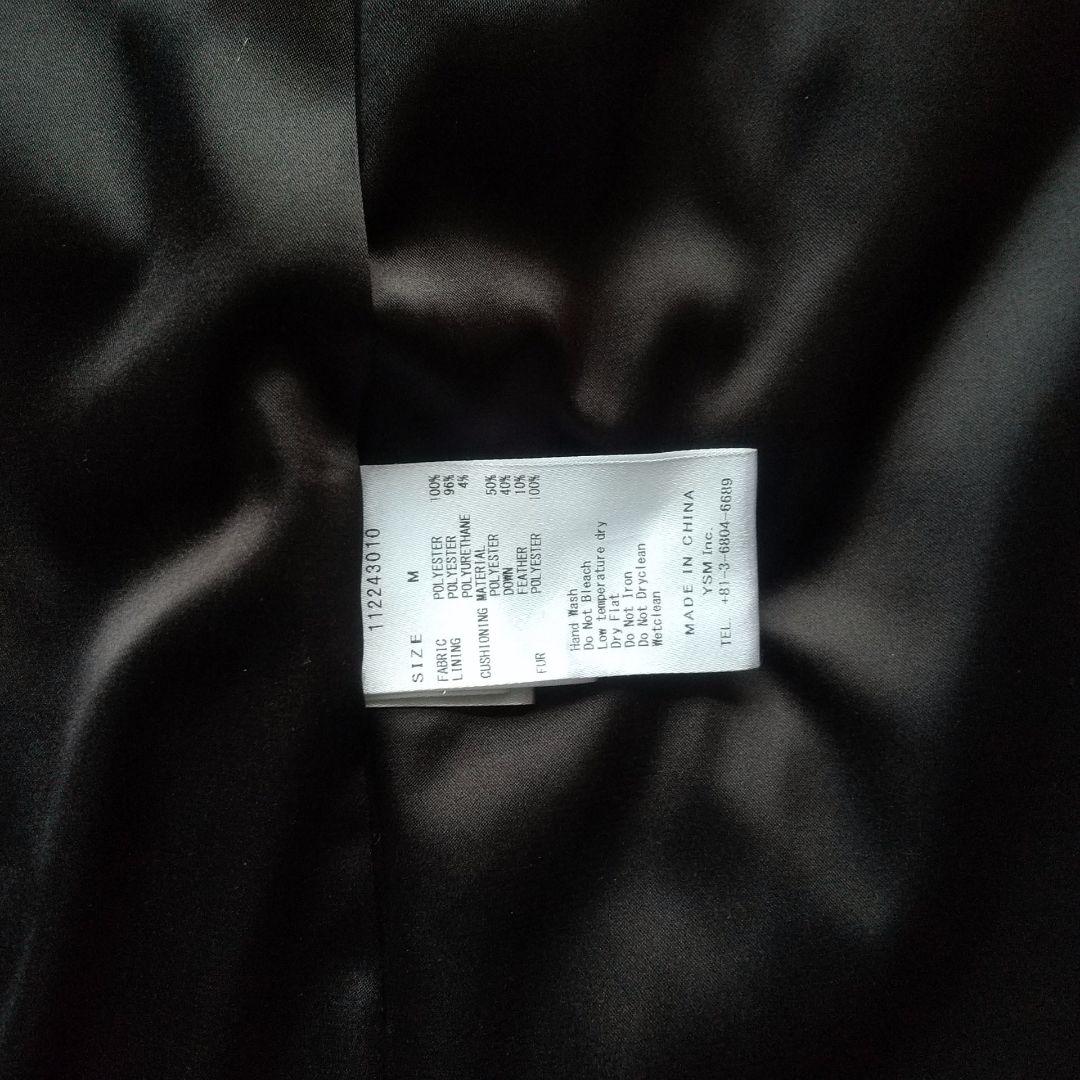 112243010
SIZE M
FABRIC POLYESTER 100%
LINING POLYESTER 96%
POLYURETHANE 4%
CUSHIONING MATERIAL
POLYESTER 50%
DOWN 40%
FEATHER 10%
FUR POLYESTER 100%
Hand Wash
Do Not Bleach
Low temperature dry
Dry Flat
Do Not Iron
Do Not Dryclean
Wetclean
MADE IN CHINA
YSM Inc.
TEL. +81-3-6804-6689